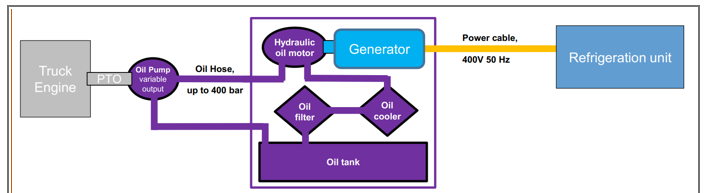 Truck
Engine
PTO
Oil Pump
variable
output
Oil Hose,
up to 400 bar
Hydraulic
oil motor
Generator
Power cable,
400V 50 Hz
Refrigeration unit
Oil
filter
Oil
cooler
Oil tank